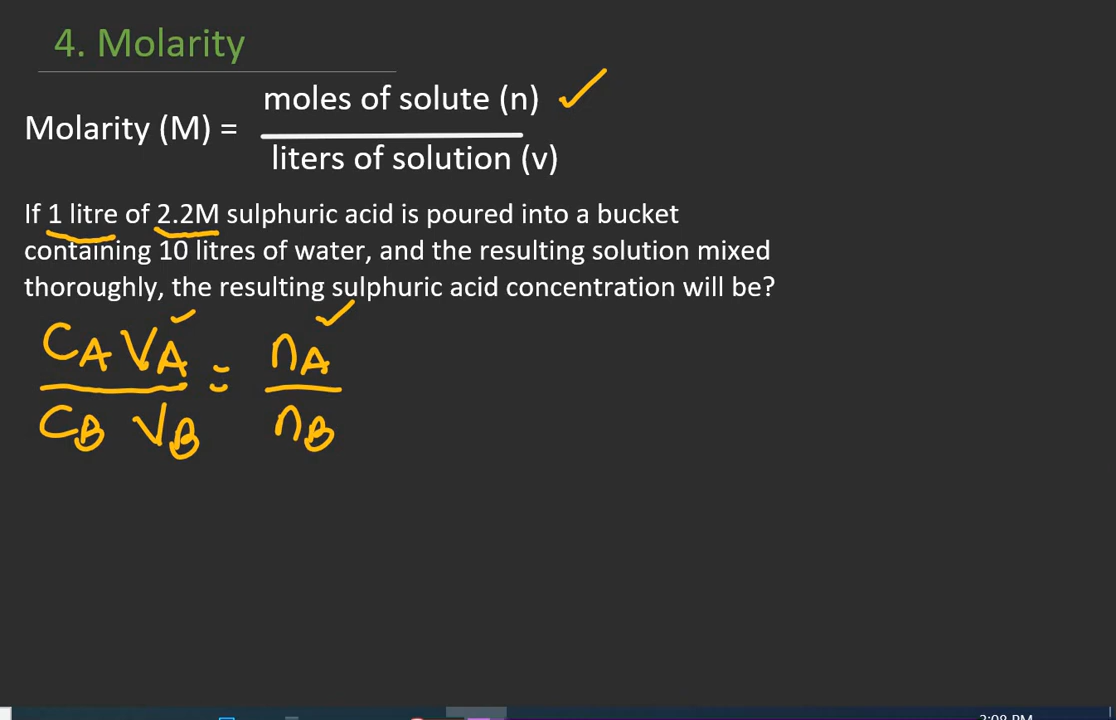 4. Molarity
moles of solute (n)
Molarity (M) =
liters of solution (v)
If 1 litre of 2.2M sulphuric acid is poured into a bucket
containing 10 litres of water, and the resulting solution mixed
thoroughly, the resulting sulphuric acid concentration will be?
CA VA = nA
CB VB nB